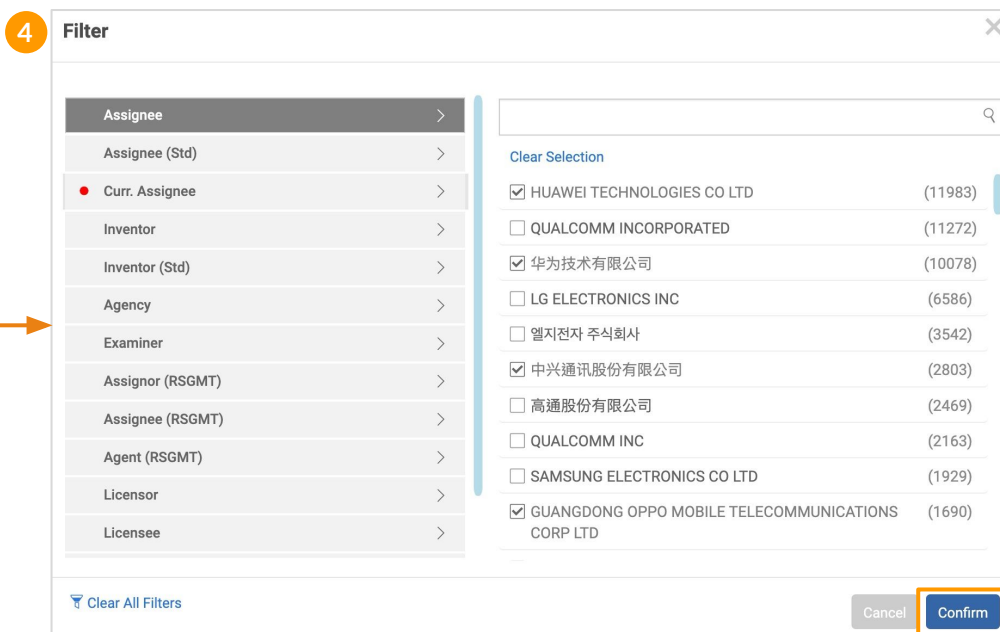 4
Filter
Assignee
Assignee (Std)
Curr. Assignee
Inventor
Inventor (Std)
Agency
Examiner
Assignor (RSGMT)
Assignee (RSGMT)
Agent (RSGMT)
Licensor
Licensee
Clear Selection
HUAWEI TECHNOLOGIES CO LTD (11983)
QUALCOMM INCORPORATED (11272)
华为技术有限公司 (10078)
LG ELECTRONICS INC (6586)
엘지전자 주식회사 (3542)
中兴通讯股份有限公司 (2803)
高通股份有限公司 (2469)
QUALCOMM INC (2163)
SAMSUNG ELECTRONICS CO LTD (1929)
GUANGDONG OPPO MOBILE TELECOMMUNICATIONS (1690)
CORP LTD
Clear All Filters
Cancel
Confirm